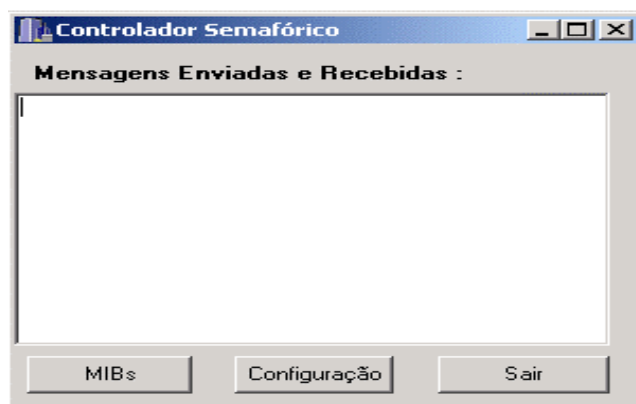 Controlador Semafórico
Mensagens Enviadas e Recebidas :
MIBs Configuração Sair